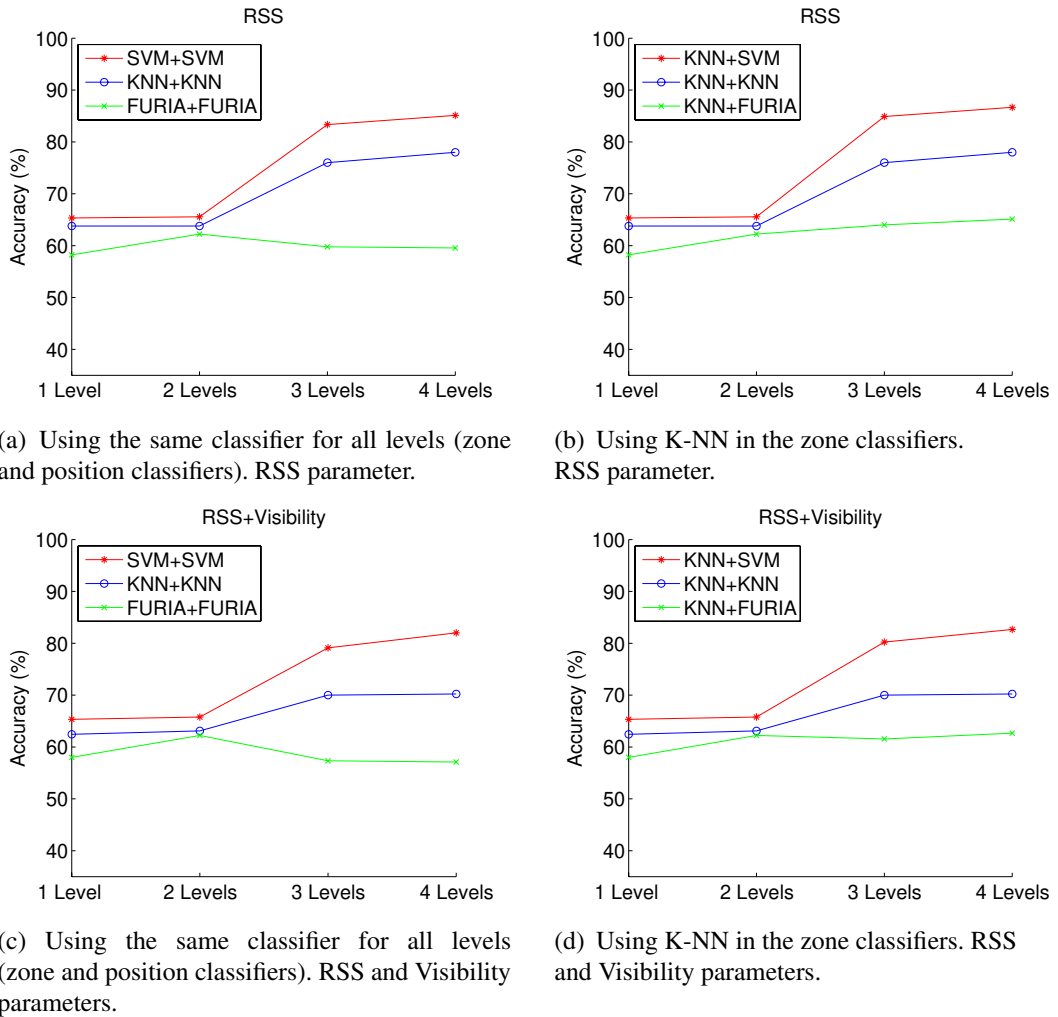 RSS
100
90
80
70
60
50
40
Accuracy (%)
SVM+SVM
KNN+KNN
FURIA+FURIA
1 Level
2 Levels
3 Levels
4 Levels
RSS
100
90
80
70
60
50
40
Accuracy (%)
KNN+SVM
KNN+KNN
KNN+FURIA
1 Level
2 Levels
3 Levels
4 Levels
(a) Using the same classifier for all levels (zone
and position classifiers). RSS parameter.
(b) Using K-NN in the zone classifiers.
RSS parameter.
RSS+Visibility
100
90
80
70
60
50
40
Accuracy (%)
SVM+SVM
KNN+KNN
FURIA+FURIA
1 Level
2 Levels
3 Levels
4 Levels
RSS+Visibility
100
90
80
70
60
50
40
Accuracy (%)
KNN+SVM
KNN+KNN
KNN+FURIA
1 Level
2 Levels
3 Levels
4 Levels
(c) Using the same classifier for all levels
(zone and position classifiers). RSS and Visibility
parameters.
(d) Using K-NN in the zone classifiers. RSS
and Visibility parameters.